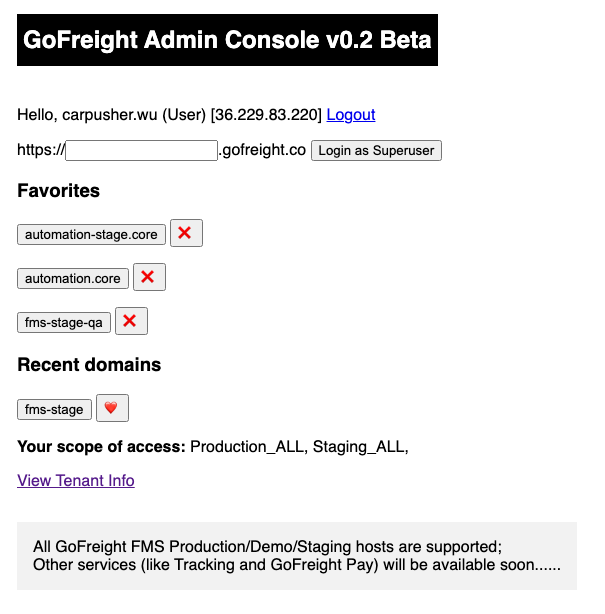 GoFreight Admin Console v0.2 Beta
Hello, carpusher.wu (User) [36.229.83.220] Logout
https:// .gofreight.co Login as Superuser
Favorites
automation-stage.core
automation.core
fms-stage-qa
Recent domains
fms-stage
Your scope of access: Production_ALL, Staging_ALL,
View Tenant Info
All GoFreight FMS Production/Demo/Staging hosts are supported;
Other services (like Tracking and GoFreight Pay) will be available soon......